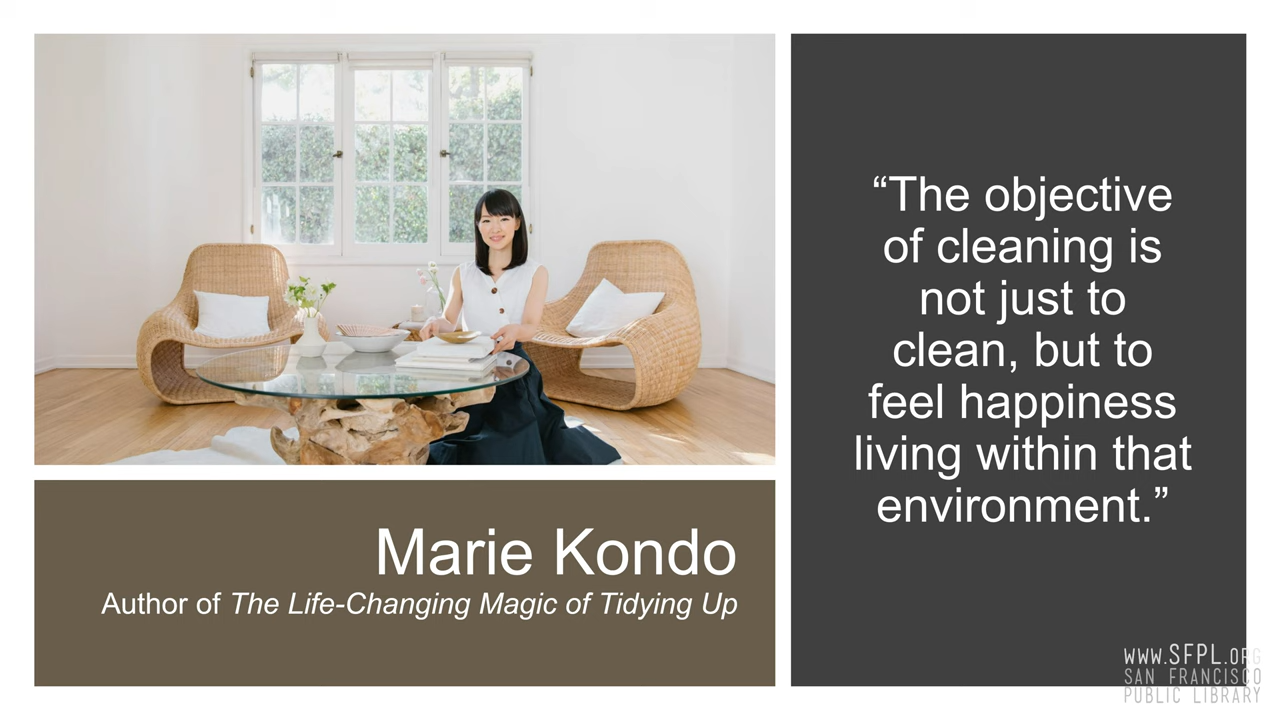 Marie Kondo
Author of The Life-Changing Magic of Tidying Up
“The objective
of cleaning is
not just to
clean, but to
feel happiness
living within that
environment.”
WWW.SFPL.ORG
SAN FRANCISCO
PUBLIC LIBRARY